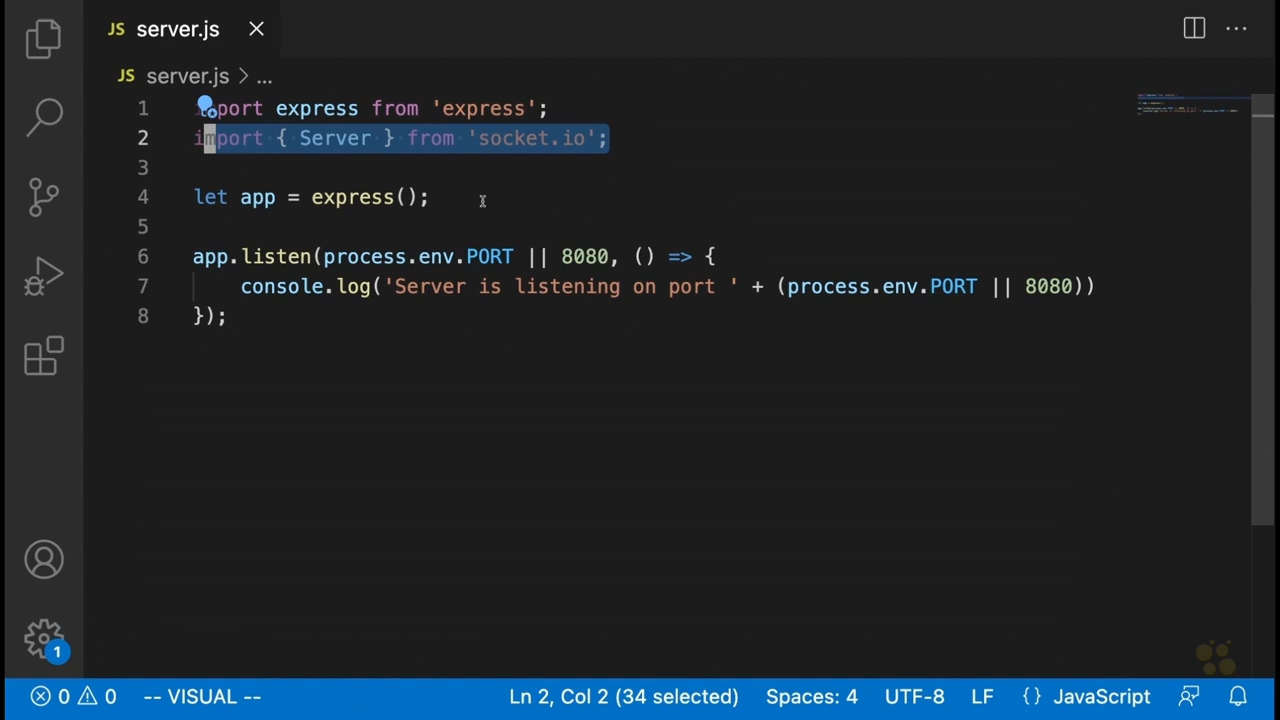 JS server.js
JS server.js > ...
1 import express from 'express';
2 import { Server } from 'socket.io';
3
4 let app = express();
5
6 app.listen(process.env.PORT || 8080, () => {
7 console.log('Server is listening on port ' + (process.env.PORT || 8080))
8 });
1
0 0 -- VISUAL -- Ln 2, Col 2 (34 selected) Spaces: 4 UTF-8 LF {} JavaScript